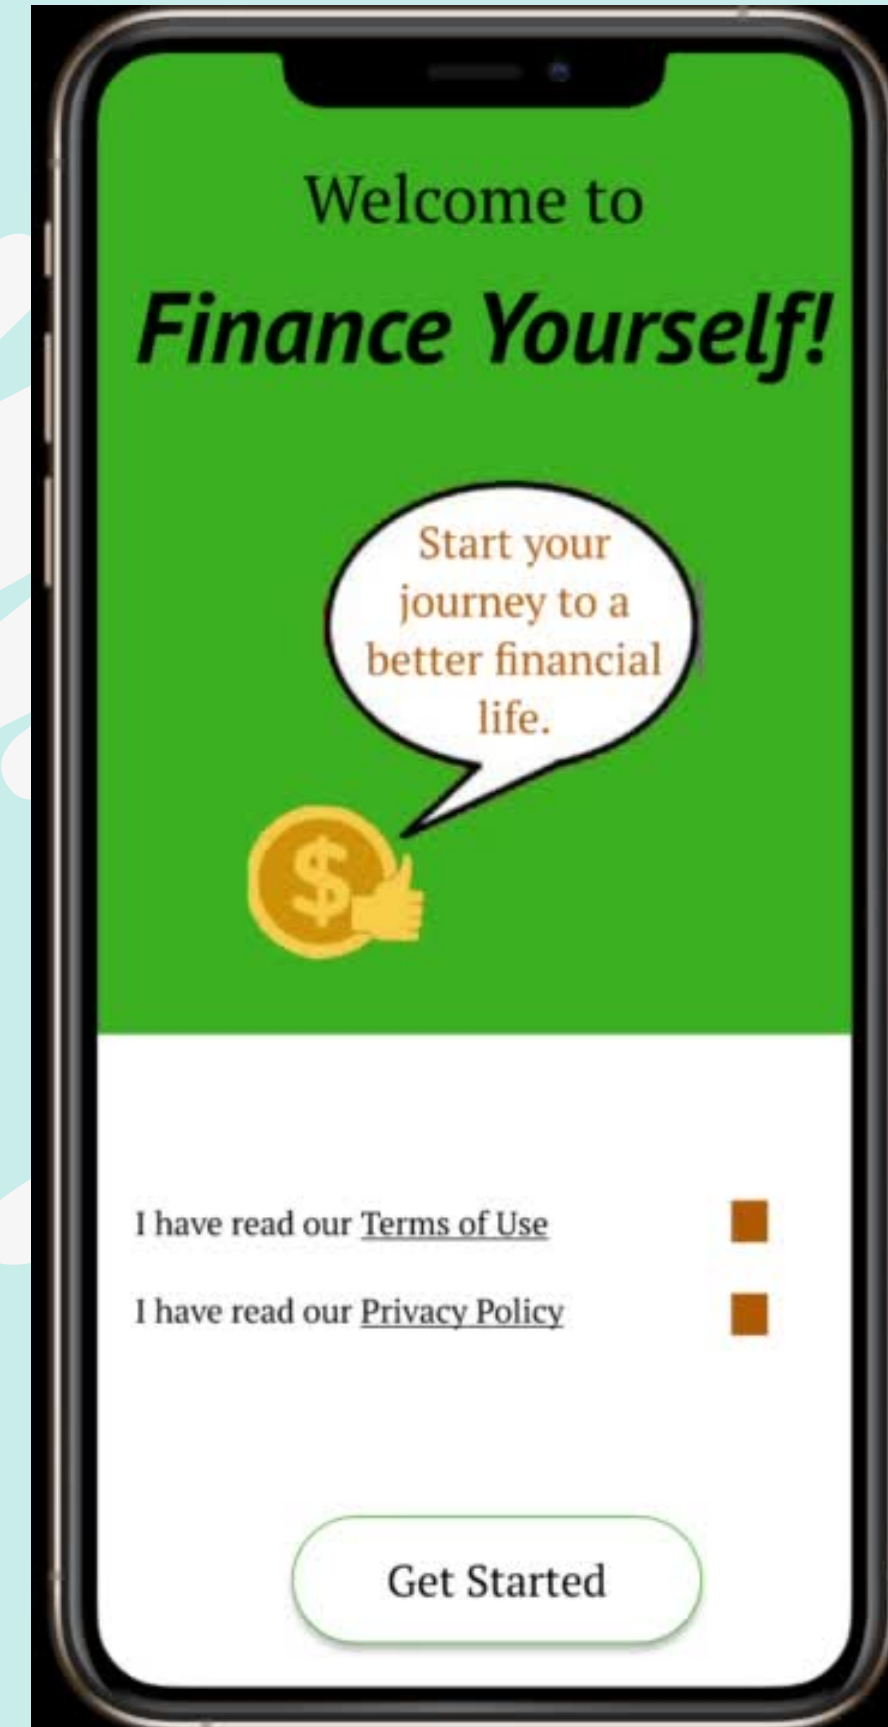 Welcome to
Finance Yourself!
Start your
journey to a
better financial
life.
$
I have read our Terms of Use
I have read our Privacy Policy
Get Started